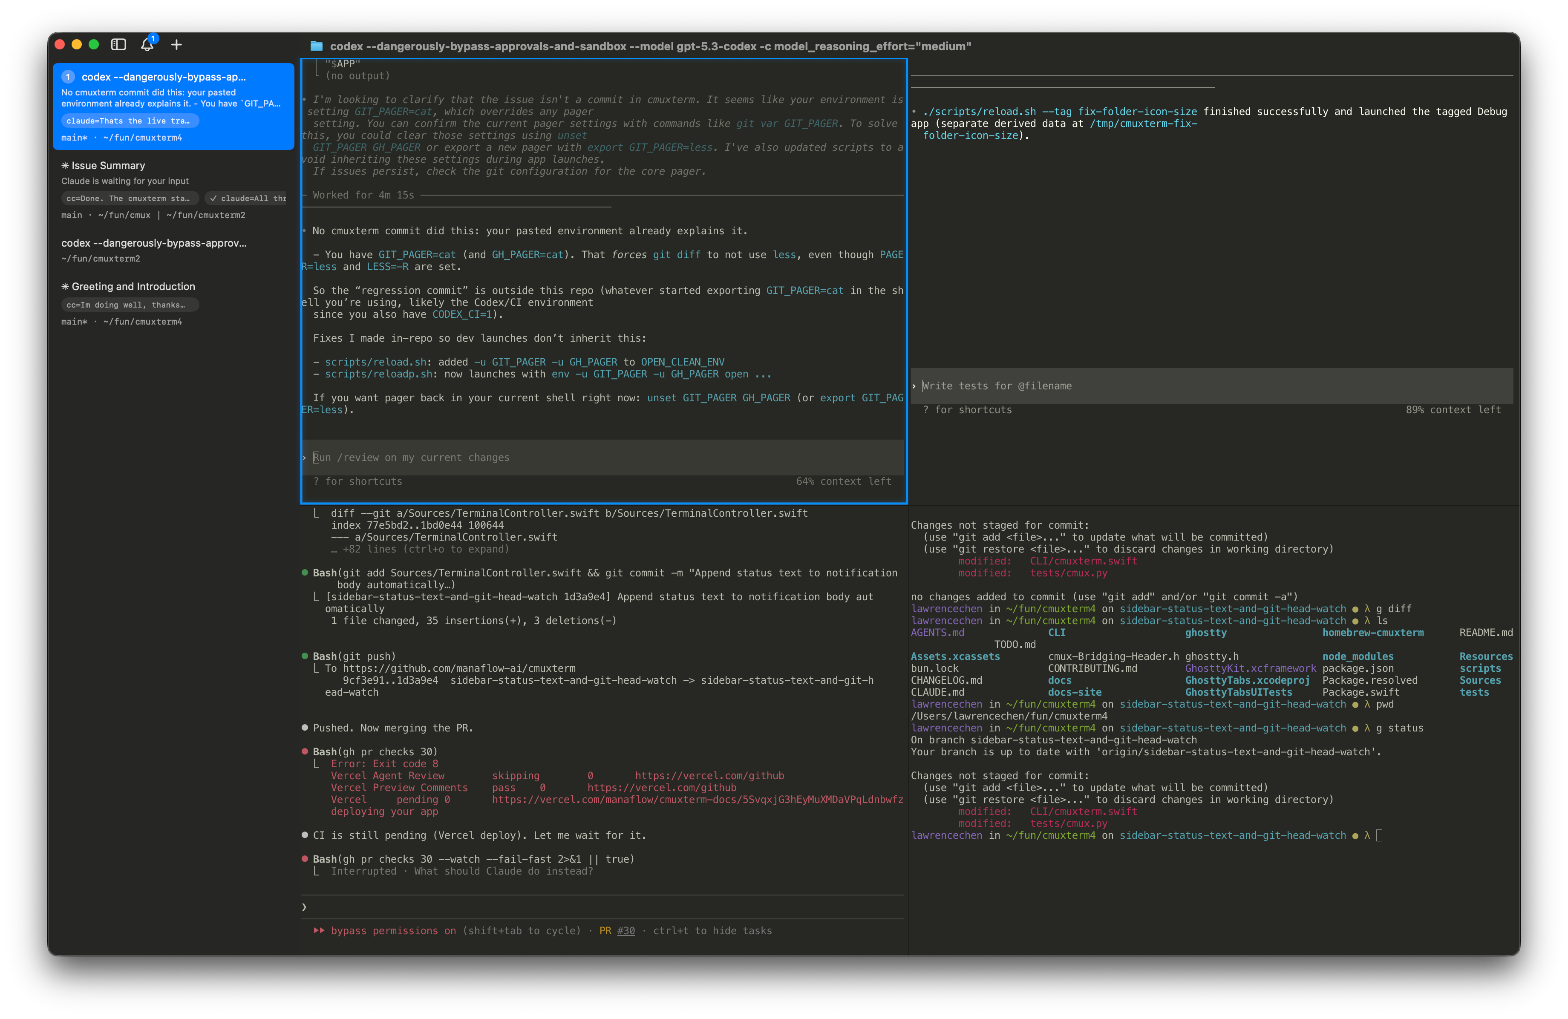 1
codex --dangerously-bypass-approvals-and-sandbox --model gpt-5.3-codex -c model_reasoning_effort="medium"
1 codex --dangerously-bypass-ap...
No cmuxterm commit did this: your pasted
environment already explains it. - You have `GIT_PA...
claude=Thats the live tra…
main* · ~/fun/cmuxterm4
✳ Issue Summary
Claude is waiting for your input
cc=Done. The cmuxterm sta… ✓ claude=All thr
main · ~/fun/cmux | ~/fun/cmuxterm2
codex --dangerously-bypass-approv...
~/fun/cmuxterm2
✳ Greeting and Introduction
cc=Im doing well, thanks…
main* · ~/fun/cmuxterm4
"$APP"
└ (no output)
• I'm looking to clarify that the issue isn't a commit in cmuxterm. It seems like your environment is
setting GIT_PAGER=cat, which overrides any pager
setting. You can confirm the current pager settings with commands like git var GIT_PAGER. To solve
this, you could clear those settings using unset
GIT_PAGER GH_PAGER or export a new pager with export GIT_PAGER=less. I've also updated scripts to a
void inheriting these settings during app launches.
If issues persist, check the git configuration for the core pager.
─ Worked for 4m 15s ─
• No cmuxterm commit did this: your pasted environment already explains it.
- You have GIT_PAGER=cat (and GH_PAGER=cat). That forces git diff to not use less, even though PAGE
R=less and LESS=-R are set.
So the “regression commit” is outside this repo (whatever started exporting GIT_PAGER=cat in the sh
ell you’re using, likely the Codex/CI environment
since you also have CODEX_CI=1).
Fixes I made in-repo so dev launches don’t inherit this:
- scripts/reload.sh: added -u GIT_PAGER -u GH_PAGER to OPEN_CLEAN_ENV
- scripts/reloadp.sh: now launches with env -u GIT_PAGER -u GH_PAGER open ...
If you want pager back in your current shell right now: unset GIT_PAGER GH_PAGER (or export GIT_PAG
ER=less).
› Run /review on my current changes
? for shortcuts 64% context left
• ./scripts/reload.sh --tag fix-folder-icon-size finished successfully and launched the tagged Debug
app (separate derived data at /tmp/cmuxterm-fix-
folder-icon-size).
› Write tests for @filename
? for shortcuts 89% context left
⎿ diff --git a/Sources/TerminalController.swift b/Sources/TerminalController.swift
index 77e5bd2..1bd0e44 100644
--- a/Sources/TerminalController.swift
… +82 lines (ctrl+o to expand)
● Bash(git add Sources/TerminalController.swift && git commit -m "Append status text to notification
body automatically…)
⎿ [sidebar-status-text-and-git-head-watch 1d3a9e4] Append status text to notification body aut
omatically
1 file changed, 35 insertions(+), 3 deletions(-)
● Bash(git push)
⎿ To https://github.com/manaflow-ai/cmuxterm
9cf3e91..1d3a9e4 sidebar-status-text-and-git-head-watch -> sidebar-status-text-and-git-h
ead-watch
● Pushed. Now merging the PR.
● Bash(gh pr checks 30)
⎿ Error: Exit code 8
Vercel Agent Review skipping 0 https://vercel.com/github
Vercel Preview Comments pass 0 https://vercel.com/github
Vercel pending 0 https://vercel.com/manaflow/cmuxterm-docs/5SvqxjG3hEyMuXMDaVPqLdnbwfz
deploying your app
● CI is still pending (Vercel deploy). Let me wait for it.
● Bash(gh pr checks 30 --watch --fail-fast 2>&1 || true)
⎿ Interrupted · What should Claude do instead?
❯
⏵⏵ bypass permissions on (shift+tab to cycle) · PR #30 · ctrl+t to hide tasks
Changes not staged for commit:
(use "git add <file>..." to update what will be committed)
(use "git restore <file>..." to discard changes in working directory)
modified: CLI/cmuxterm.swift
modified: tests/cmux.py
no changes added to commit (use "git add" and/or "git commit -a")
lawrencechen in ~/fun/cmuxterm4 on sidebar-status-text-and-git-head-watch ● λ g diff
lawrencechen in ~/fun/cmuxterm4 on sidebar-status-text-and-git-head-watch ● λ ls
AGENTS.md CLI ghostty homebrew-cmuxterm README.md
TODO.md
Assets.xcassets cmux-Bridging-Header.h ghostty.h node_modules Resources
bun.lock CONTRIBUTING.md GhosttyKit.xcframework package.json scripts
CHANGELOG.md docs GhosttyTabs.xcodeproj Package.resolved Sources
CLAUDE.md docs-site GhosttyTabsUITests Package.swift tests
lawrencechen in ~/fun/cmuxterm4 on sidebar-status-text-and-git-head-watch ● λ pwd
/Users/lawrencechen/fun/cmuxterm4
lawrencechen in ~/fun/cmuxterm4 on sidebar-status-text-and-git-head-watch ● λ g status
On branch sidebar-status-text-and-git-head-watch
Your branch is up to date with 'origin/sidebar-status-text-and-git-head-watch'.
Changes not staged for commit:
(use "git add <file>..." to update what will be committed)
(use "git restore <file>..." to discard changes in working directory)
modified: CLI/cmuxterm.swift
modified: tests/cmux.py
lawrencechen in ~/fun/cmuxterm4 on sidebar-status-text-and-git-head-watch ● λ